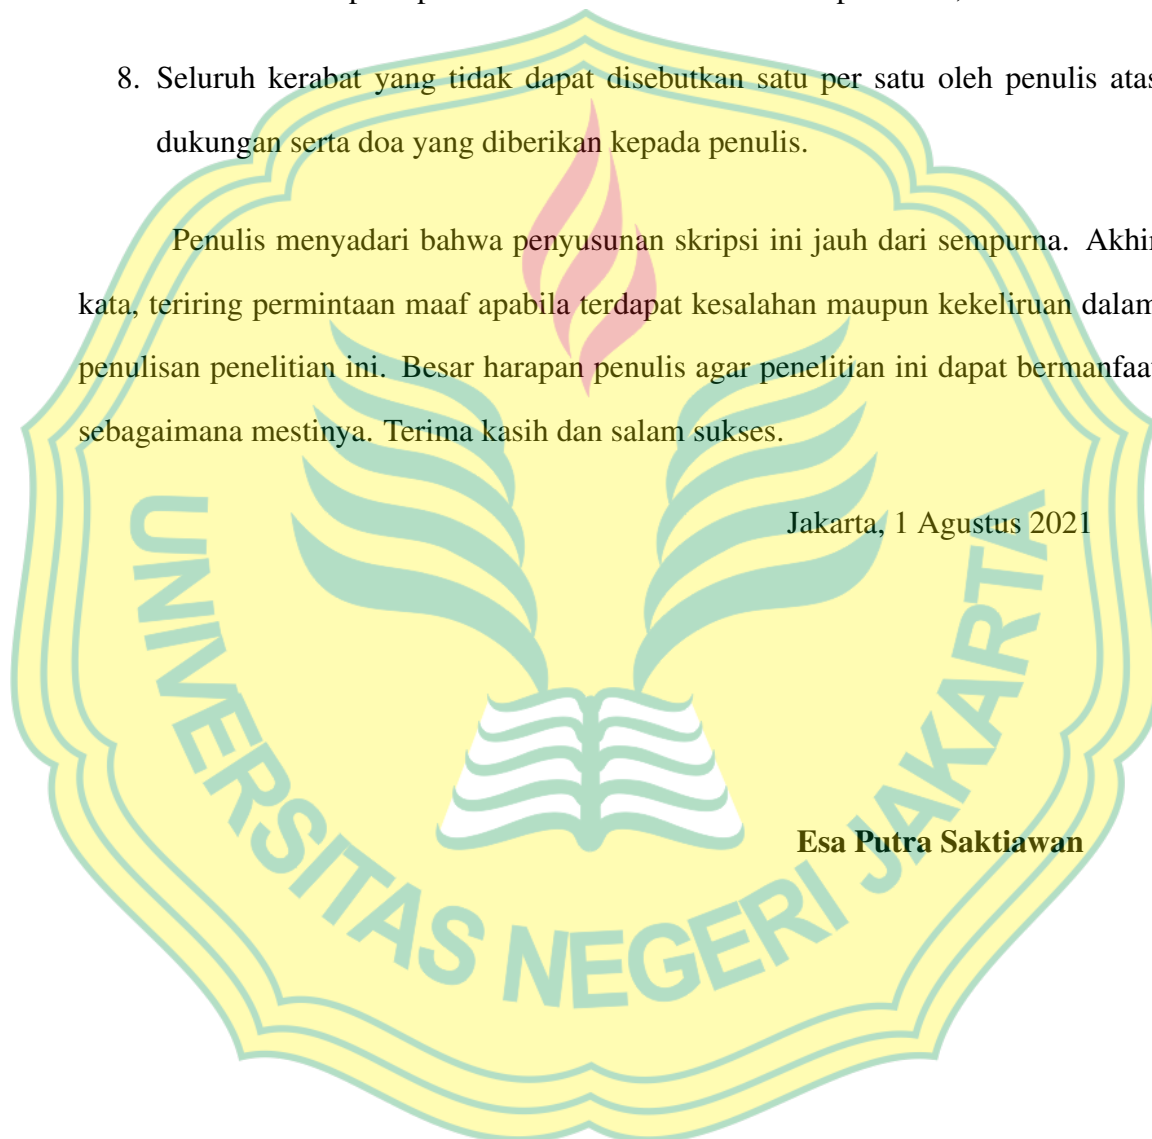 8. Seluruh kerabat yang tidak dapat disebutkan satu per satu oleh penulis atas
dukungan serta doa yang diberikan kepada penulis.
Penulis menyadari bahwa penyusunan skripsi ini jauh dari sempurna. Akhir
kata, teriring permintaan maaf apabila terdapat kesalahan maupun kekeliruan dalam
penulisan penelitian ini. Besar harapan penulis agar penelitian ini dapat bermanfaat
sebagaimana mestinya. Terima kasih dan salam sukses.
Jakarta, 1 Agustus 2021
Esa Putra Saktiawan
UNIVERSITAS NEGERI JAKARTA